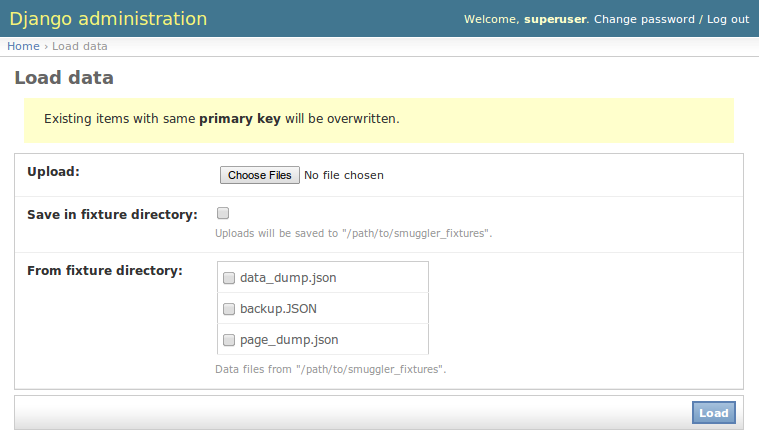 Django administration
Welcome, superuser. Change password / Log out
Home › Load data
Load data
Existing items with same primary key will be overwritten.
Upload:
Choose Files No file chosen
Save in fixture directory:
Uploads will be saved to "/path/to/smuggler_fixtures".
From fixture directory:
data_dump.json
backup.JSON
page_dump.json
Data files from "/path/to/smuggler_fixtures".
Load